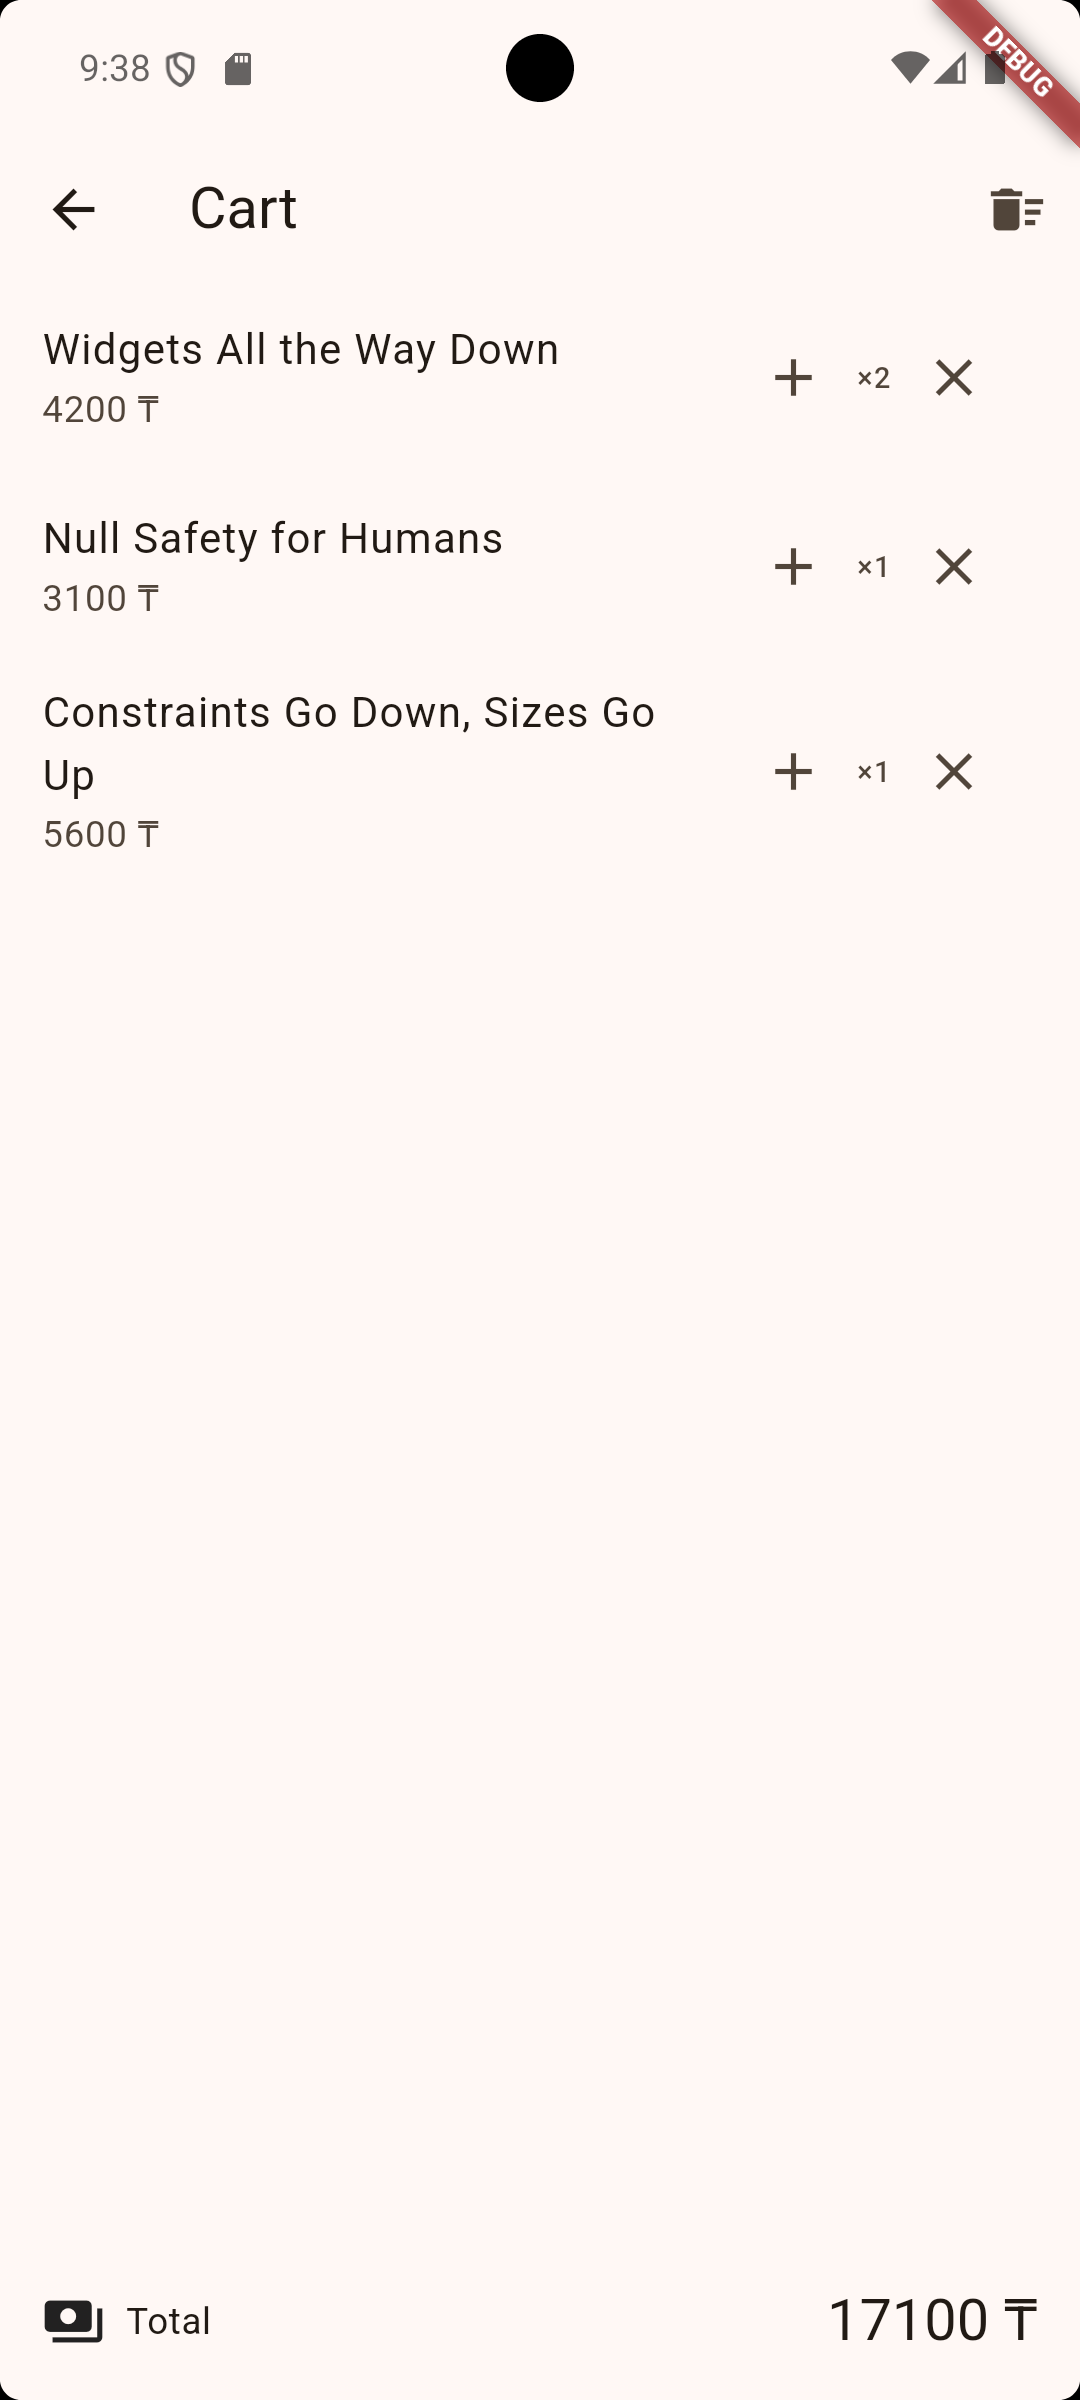 9:38
DEBUG
Cart
Widgets All the Way Down
4200 ₸
×2
Null Safety for Humans
3100 ₸
×1
Constraints Go Down, Sizes Go
Up
5600 ₸
×1
Total
17100 ₸